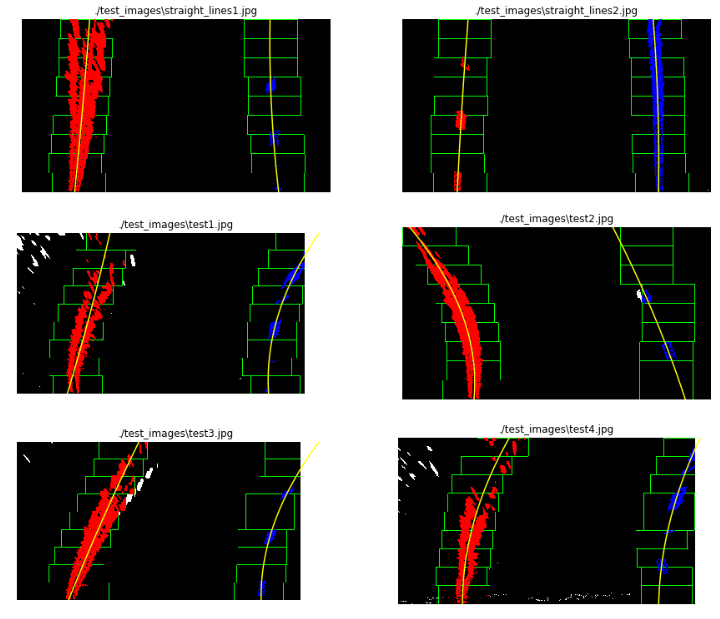 ./test_images\straight_lines1.jpg
./test_images\straight_lines2.jpg
./test_images\test1.jpg
./test_images\test2.jpg
./test_images\test3.jpg
./test_images\test4.jpg